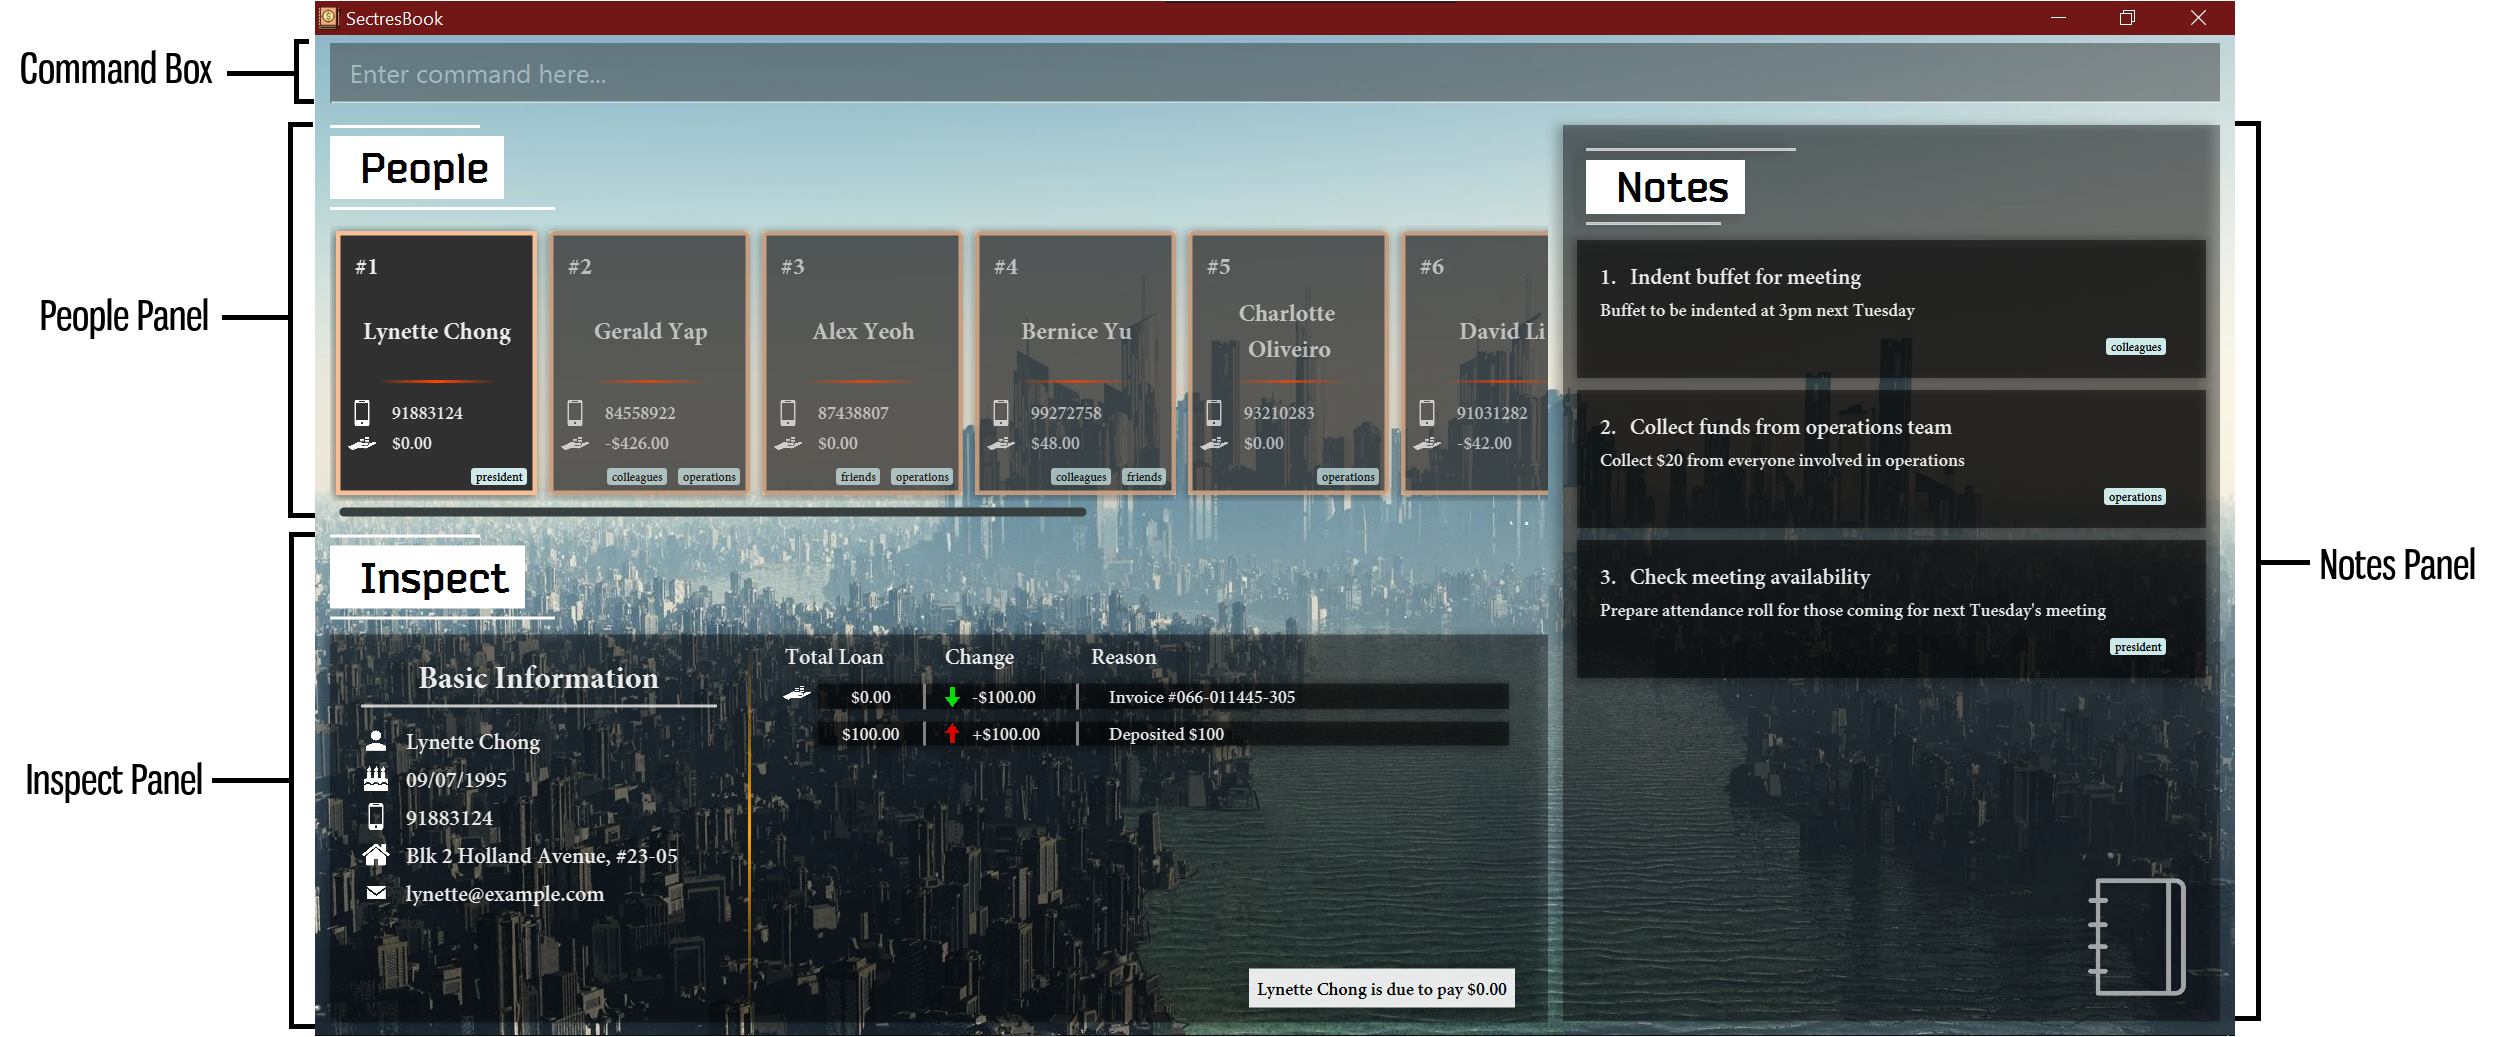 SectresBook
Command Box
Enter command here...
People Panel
People
#1
Lynette Chong
91883124
$0.00
president
#2
Gerald Yap
84558922
-$426.00
colleagues operations
#3
Alex Yeoh
87438807
$0.00
friends operations
#4
Bernice Yu
99272758
$48.00
colleagues friends
#5
Charlotte
Oliveiro
93210283
$0.00
operations
#6
David Li
91031282
-$42.00
Inspect Panel
Inspect
Basic Information
Lynette Chong
09/07/1995
91883124
Blk 2 Holland Avenue, #23-05
lynette@example.com
Total Loan Change Reason
$0.00 -$100.00 Invoice #066-011445-305
$100.00 +$100.00 Deposited $100
Lynette Chong is due to pay $0.00
Notes
1. Indent buffet for meeting
Buffet to be indented at 3pm next Tuesday
colleagues
2. Collect funds from operations team
Collect $20 from everyone involved in operations
operations
3. Check meeting availability
Prepare attendance roll for those coming for next Tuesday's meeting
president
Notes Panel